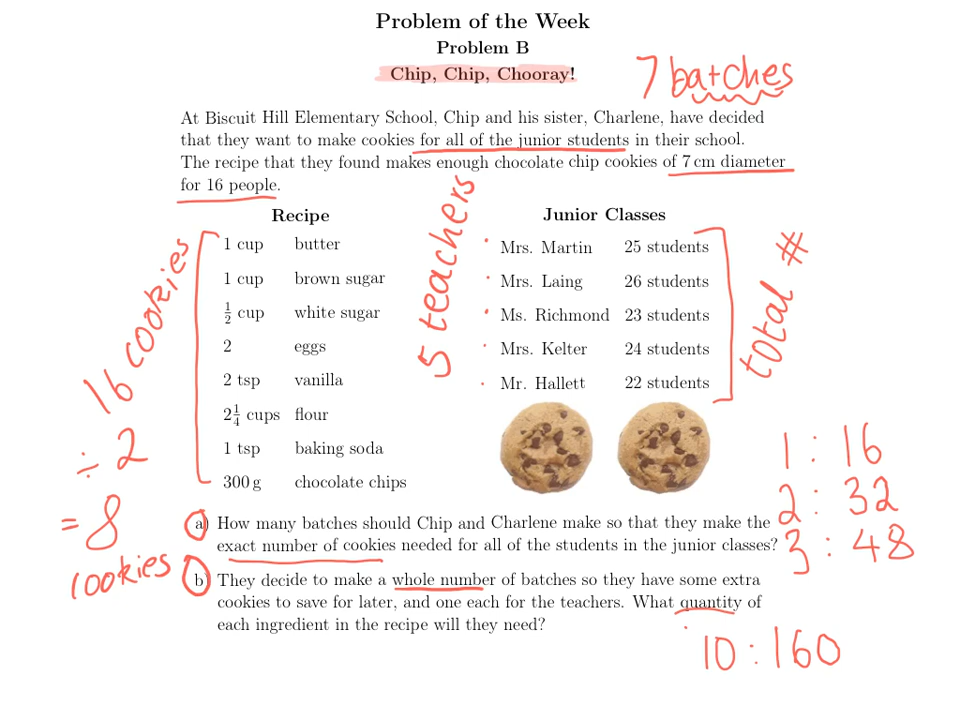 Problem of the Week
Problem B
Chip, Chip, Chooray!
7 batches
At Biscuit Hill Elementary School, Chip and his sister, Charlene, have decided
that they want to make cookies for all of the junior students in their school.
The recipe that they found makes enough chocolate chip cookies of 7 cm diameter
for 16 people.
Recipe
1 cup butter
1 cup brown sugar
1/2 cup white sugar
2 eggs
2 tsp vanilla
2 1/4 cups flour
1 tsp baking soda
300 g chocolate chips
16 cookies
÷ 2
= 8
cookies
5 teachers
Junior Classes
Mrs. Martin 25 students
Mrs. Laing 26 students
Ms. Richmond 23 students
Mrs. Kelter 24 students
Mr. Hallett 22 students
total #
1 : 16
2 : 32
3 : 48
a) How many batches should Chip and Charlene make so that they make the
exact number of cookies needed for all of the students in the junior classes?
b) They decide to make a whole number of batches so they have some extra
cookies to save for later, and one each for the teachers. What quantity of
each ingredient in the recipe will they need?
10 : 160